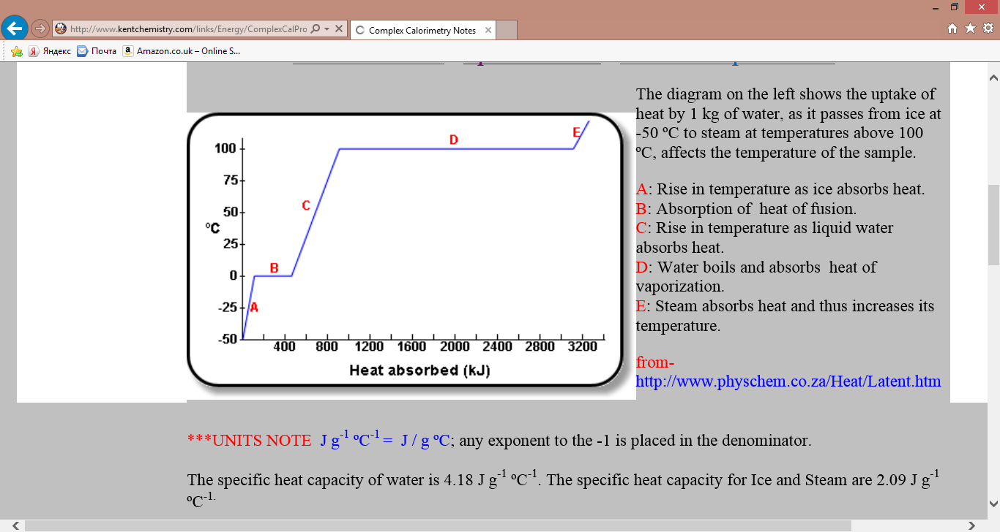 http://www.kentchemistry.com/links/Energy/ComplexCalPro
Complex Calorimetry Notes
Яндекс
Почта
Amazon.co.uk – Online S...
The diagram on the left shows the uptake of
heat by 1 kg of water, as it passes from ice at
-50 ºC to steam at temperatures above 100
ºC, affects the temperature of the sample.
A: Rise in temperature as ice absorbs heat.
B: Absorption of heat of fusion.
C: Rise in temperature as liquid water
absorbs heat.
D: Water boils and absorbs heat of
vaporization.
E: Steam absorbs heat and thus increases its
temperature.
from-
http://www.physchem.co.za/Heat/Latent.htm
D
E
100
75
C
50
ºC
25
B
0
-25
A
-50
400 800 1200 1600 2000 2400 2800 3200
Heat absorbed (kJ)
***UNITS NOTE J g⁻¹ ºC⁻¹ = J / g ºC; any exponent to the -1 is placed in the denominator.
The specific heat capacity of water is 4.18 J g⁻¹ ºC⁻¹. The specific heat capacity for Ice and Steam are 2.09 J g⁻¹
ºC⁻¹.